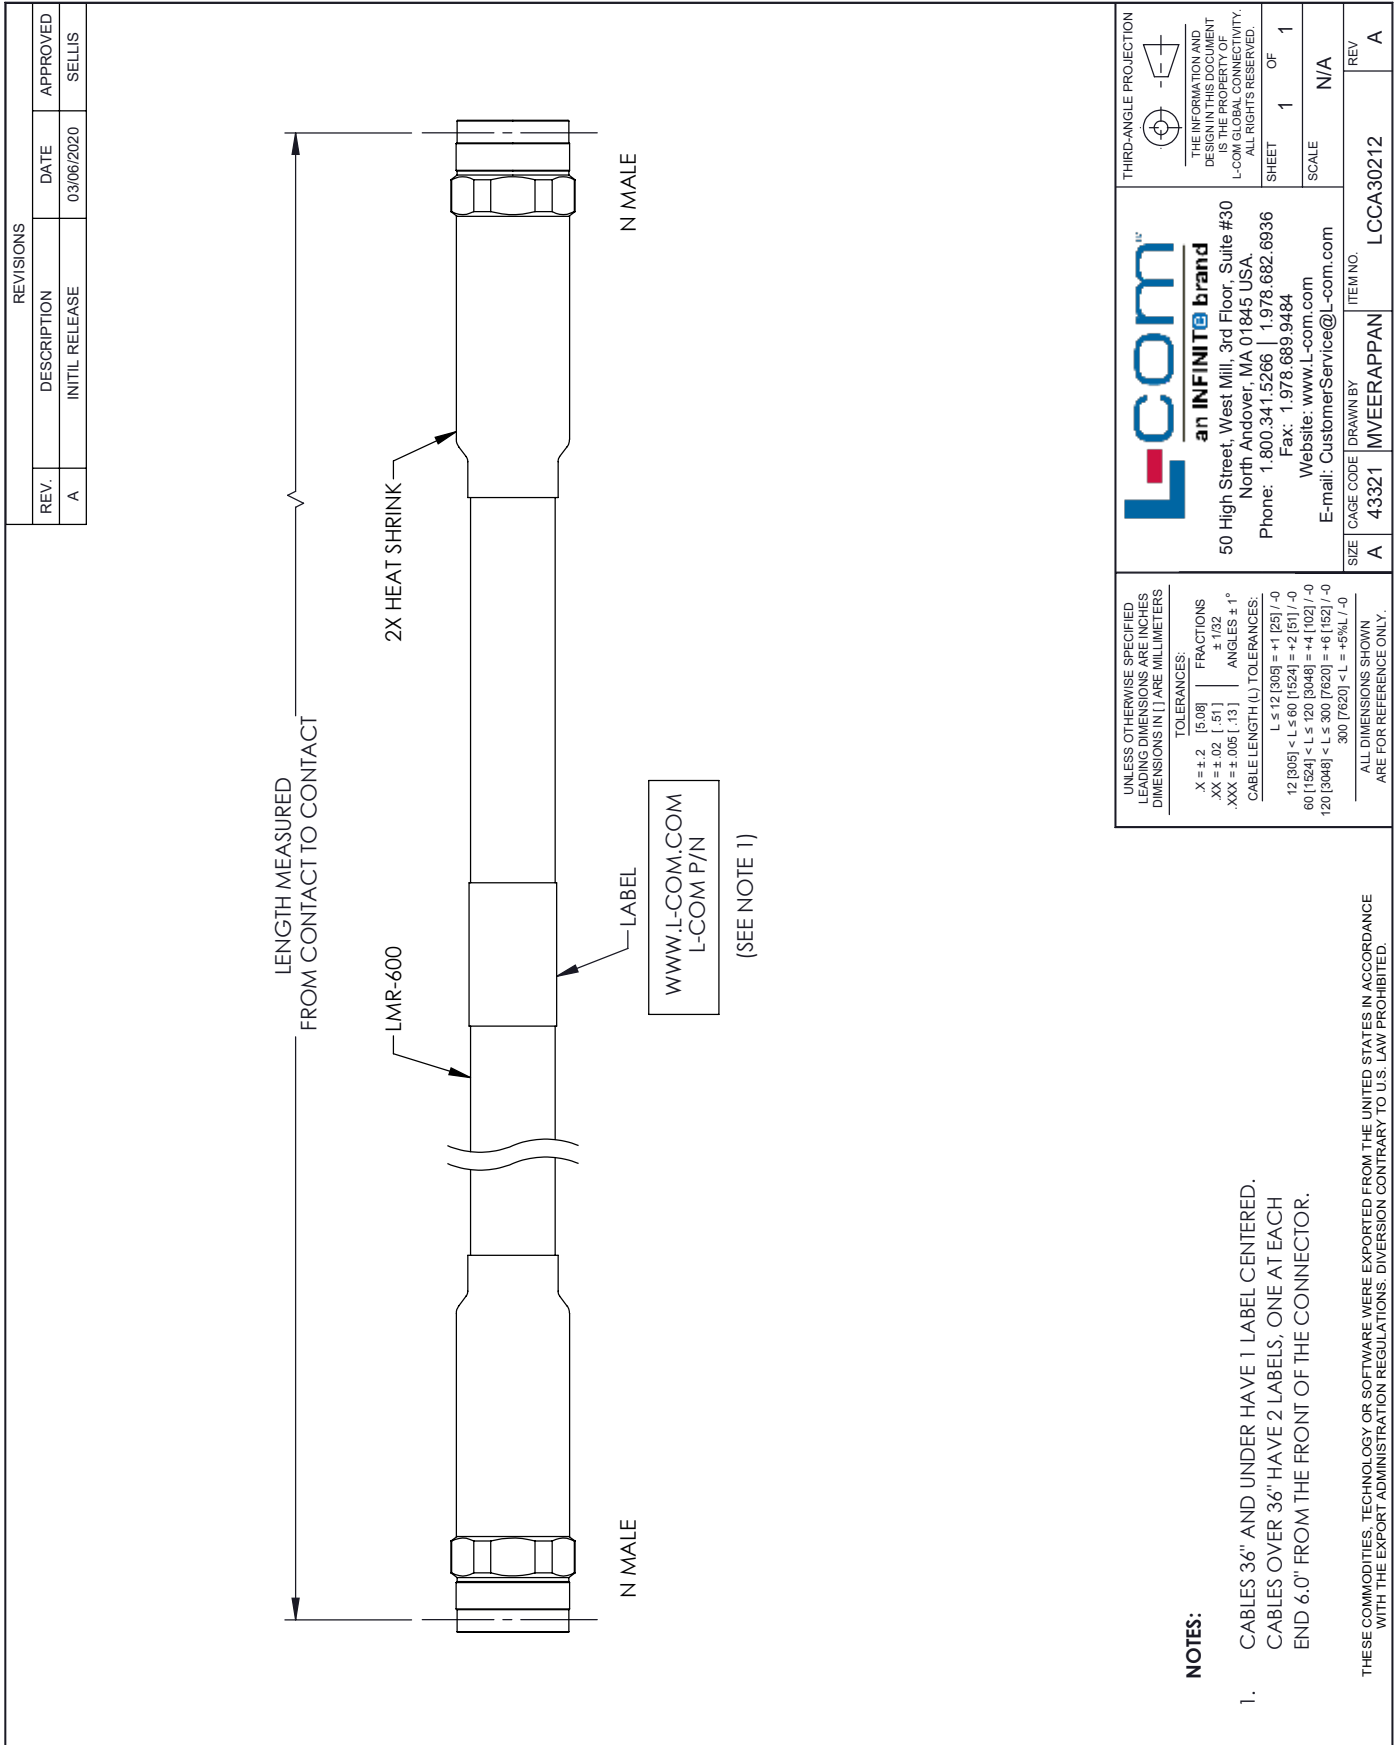 REVISIONS
REV. DESCRIPTION DATE APPROVED
A INITIL RELEASE 03/06/2020 SELLIS
LENGTH MEASURED
FROM CONTACT TO CONTACT
LMR-600
2X HEAT SHRINK
N MALE
N MALE
LABEL
WWW.L-COM.COM
L-COM P/N
(SEE NOTE 1)
NOTES:
1. CABLES 36" AND UNDER HAVE 1 LABEL CENTERED.
CABLES OVER 36" HAVE 2 LABELS, ONE AT EACH
END 6.0" FROM THE FRONT OF THE CONNECTOR.
THESE COMMODITIES, TECHNOLOGY OR SOFTWARE WERE EXPORTED FROM THE UNITED STATES IN ACCORDANCE
WITH THE EXPORT ADMINISTRATION REGULATIONS. DIVERSION CONTRARY TO U.S. LAW PROHIBITED.
UNLESS OTHERWISE SPECIFIED
LEADING DIMENSIONS ARE INCHES
DIMENSIONS IN [ ] ARE MILLIMETERS
TOLERANCES:
.X = ± .2 [5.08] FRACTIONS
.XX = ± .02 [ .51 ] ± 1/32
.XXX = ± .005 [ .13 ] ANGLES ± 1°
CABLE LENGTH (L) TOLERANCES:
L ≤ 12 [305] = +1 [25] / -0
12 [305] < L ≤ 60 [1524] = +2 [51] / -0
60 [1524] < L ≤ 120 [3048] = +4 [102] / -0
120 [3048] < L ≤ 300 [7620] = +6 [152] / -0
300 [7620] < L = +5%L / -0
ALL DIMENSIONS SHOWN
ARE FOR REFERENCE ONLY.
L-com
an INFINIT@ brand
50 High Street, West Mill, 3rd Floor, Suite #30
North Andover, MA 01845 USA.
Phone: 1.800.341.5266 | 1.978.682.6936
Fax: 1.978.689.9484
Website: www.L-com.com
E-mail: CustomerService@L-com.com
THIRD-ANGLE PROJECTION
THE INFORMATION AND
DESIGN IN THIS DOCUMENT
IS THE PROPERTY OF
L-COM GLOBAL CONNECTIVITY.
ALL RIGHTS RESERVED.
SHEET 1 OF 1
SCALE N/A
SIZE A
CAGE CODE 43321
DRAWN BY MVEERAPPAN
ITEM NO. LCCA30212
REV A